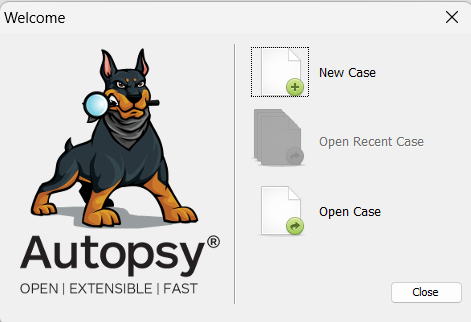 Welcome
New Case
Open Recent Case
Open Case
Autopsy®
OPEN | EXTENSIBLE | FAST
Close